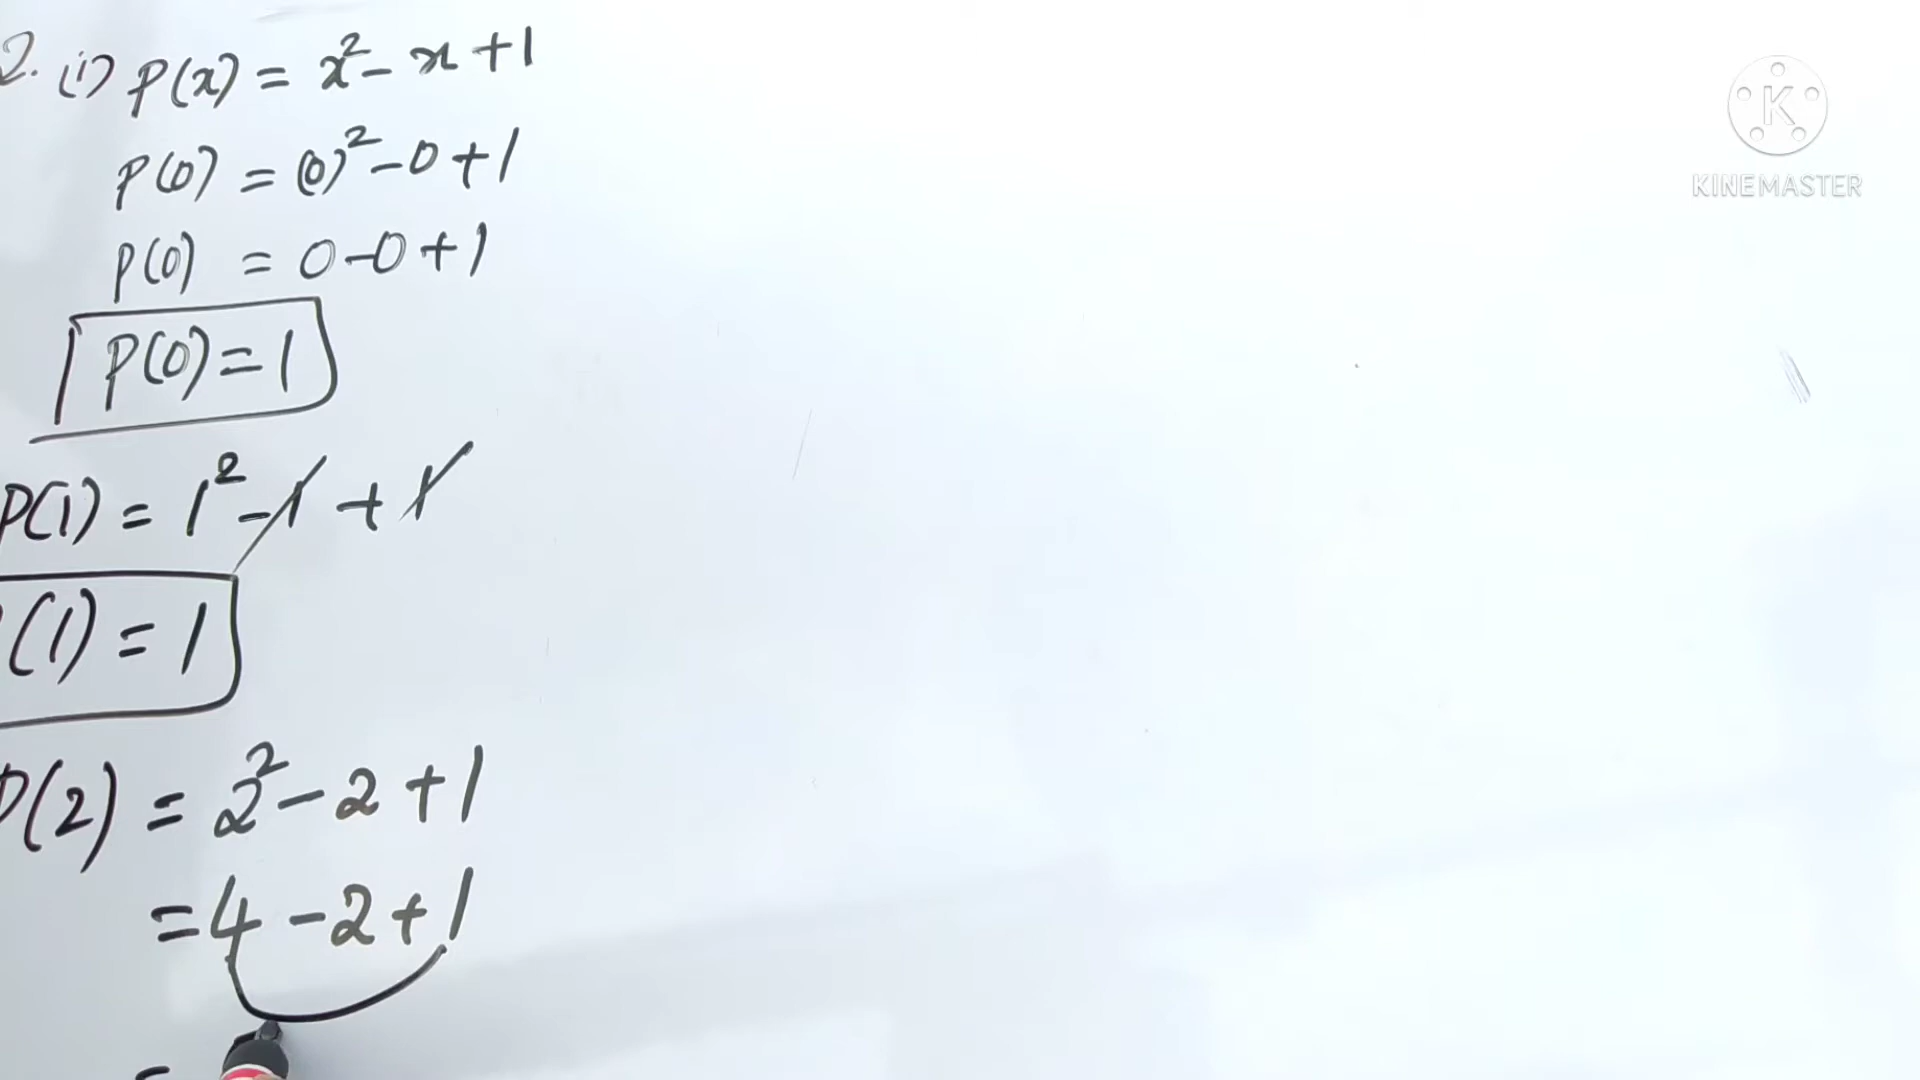 2. (i) P(x) = x² - x + 1
P(0) = (0)² - 0 + 1
P(0) = 0 - 0 + 1
P(0) = 1
P(1) = 1² - 1 + 1
(1) = 1
P(2) = 2² - 2 + 1
= 4 - 2 + 1
K
KINEMASTER